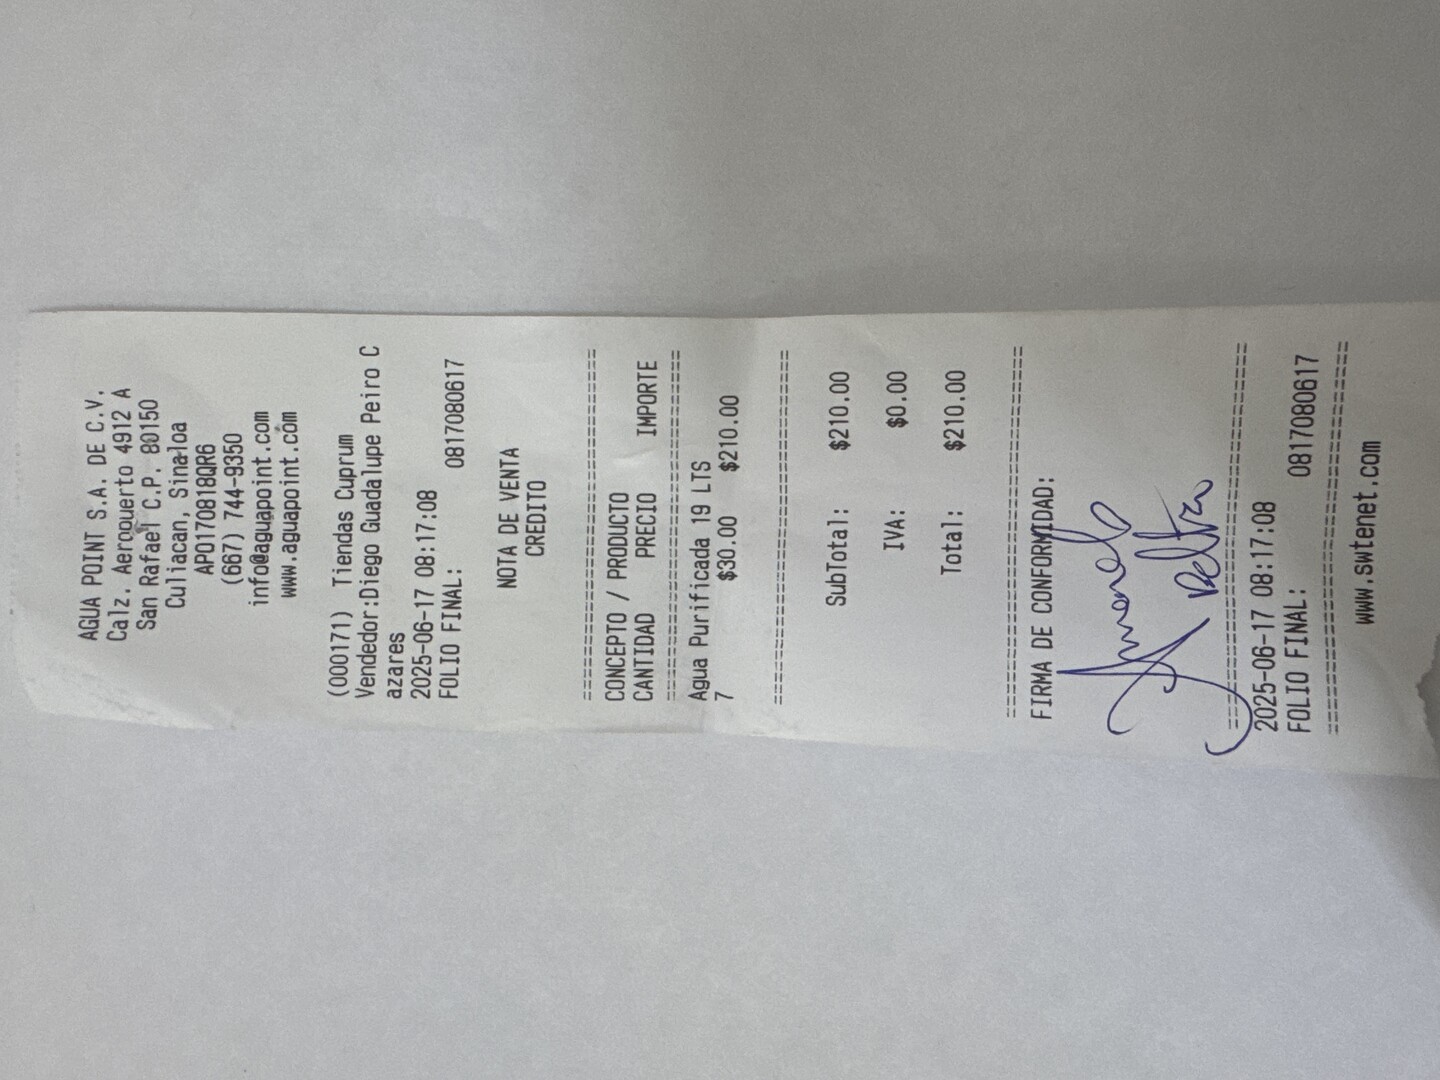 AGUA POINT S.A. DE C.V.
Calz. Aeropuerto 4912 A
San Rafael C.P. 80150
Culiacan, Sinaloa
APO170818QR6
(667) 744-9350
info@aguapoint.com
www.aguapoint.com
(000171) Tiendas Cuprum
Vendedor:Diego Guadalupe Peiro C
azares
2025-06-17 08:17:08
FOLIO FINAL: 0817080617
NOTA DE VENTA
CREDITO
================================
CONCEPTO / PRODUCTO
CANTIDAD PRECIO IMPORTE
================================
Agua Purificada 19 LTS
7 $30.00 $210.00
================================
SubTotal: $210.00
IVA: $0.00
Total: $210.00
================================
FIRMA DE CONFORMIDAD:
Beltran
================================
2025-06-17 08:17:08
FOLIO FINAL: 0817080617
================================
www.swtenet.com